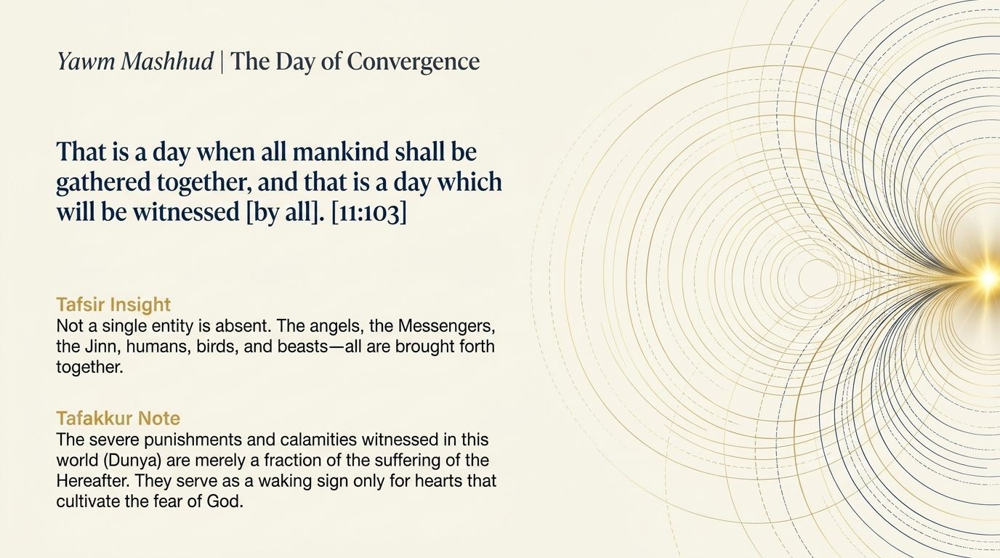 Yawm Mashhud | The Day of Convergence
That is a day when all mankind shall be
gathered together, and that is a day which
will be witnessed [by all]. [11:103]
Tafsir Insight
Not a single entity is absent. The angels, the Messengers,
the Jinn, humans, birds, and beasts—all are brought forth
together.
Tafakkur Note
The severe punishments and calamities witnessed in this
world (Dunya) are merely a fraction of the suffering of the
Hereafter. They serve as a waking sign only for hearts that
cultivate the fear of God.